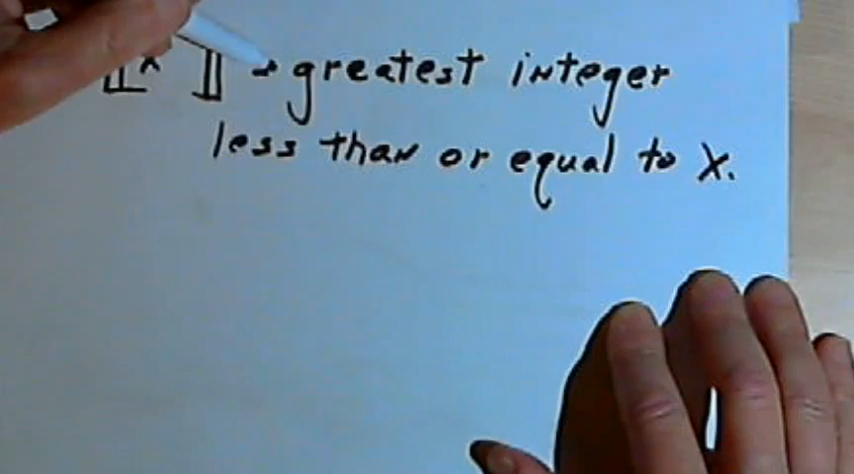 ⟦x⟧ → greatest integer
less than or equal to x.